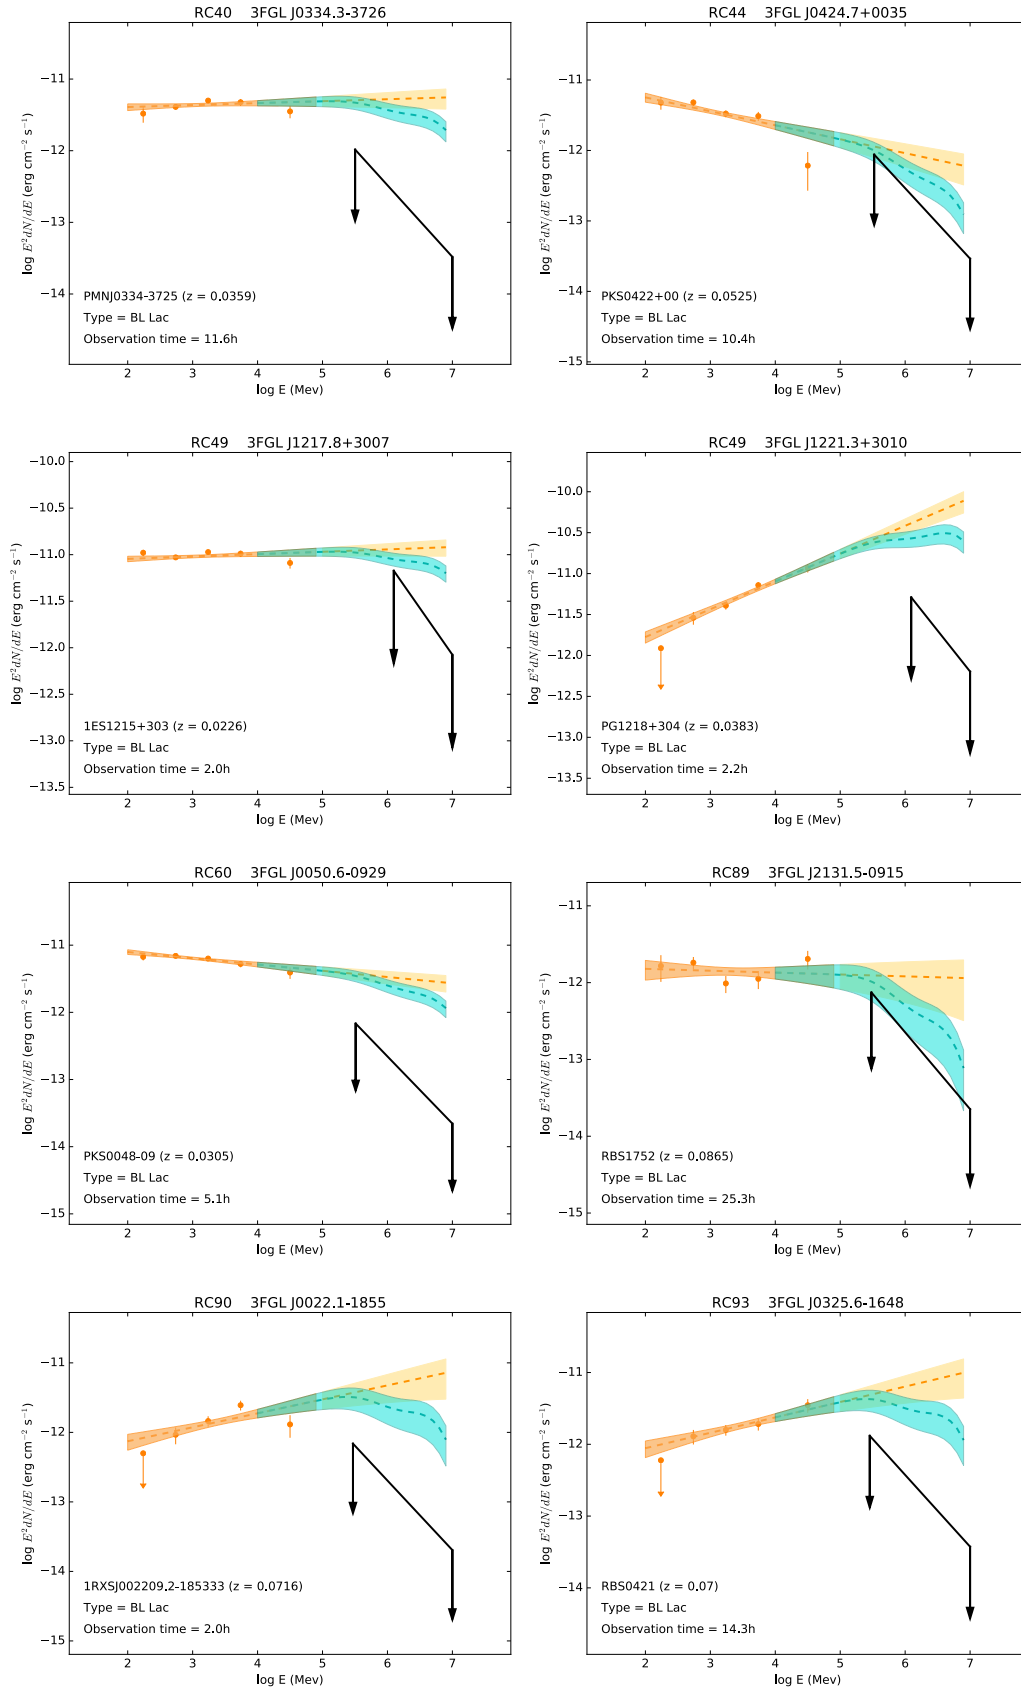 RC40 3FGL J0334.3-3726
log E²dN/dE (erg cm⁻² s⁻¹)
−11
−12
−13
−14
PMNJ0334-3725 (z = 0.0359)
Type = BL Lac
Observation time = 11.6h
2 3 4 5 6 7
log E (Mev)
RC44 3FGL J0424.7+0035
log E²dN/dE (erg cm⁻² s⁻¹)
−11
−12
−13
−14
−15
PKS0422+00 (z = 0.0525)
Type = BL Lac
Observation time = 10.4h
2 3 4 5 6 7
log E (Mev)
RC49 3FGL J1217.8+3007
log E²dN/dE (erg cm⁻² s⁻¹)
−10.0
−10.5
−11.0
−11.5
−12.0
−12.5
−13.0
−13.5
1ES1215+303 (z = 0.0226)
Type = BL Lac
Observation time = 2.0h
2 3 4 5 6 7
log E (Mev)
RC49 3FGL J1221.3+3010
log E²dN/dE (erg cm⁻² s⁻¹)
−10.0
−10.5
−11.0
−11.5
−12.0
−12.5
−13.0
−13.5
PG1218+304 (z = 0.0383)
Type = BL Lac
Observation time = 2.2h
2 3 4 5 6 7
log E (Mev)
RC60 3FGL J0050.6-0929
log E²dN/dE (erg cm⁻² s⁻¹)
−11
−12
−13
−14
−15
PKS0048-09 (z = 0.0305)
Type = BL Lac
Observation time = 5.1h
2 3 4 5 6 7
log E (Mev)
RC89 3FGL J2131.5-0915
log E²dN/dE (erg cm⁻² s⁻¹)
−11
−12
−13
−14
−15
RBS1752 (z = 0.0865)
Type = BL Lac
Observation time = 25.3h
2 3 4 5 6 7
log E (Mev)
RC90 3FGL J0022.1-1855
log E²dN/dE (erg cm⁻² s⁻¹)
−11
−12
−13
−14
−15
1RXSJ002209.2-185333 (z = 0.0716)
Type = BL Lac
Observation time = 2.0h
2 3 4 5 6 7
log E (Mev)
RC93 3FGL J0325.6-1648
log E²dN/dE (erg cm⁻² s⁻¹)
−11
−12
−13
−14
RBS0421 (z = 0.07)
Type = BL Lac
Observation time = 14.3h
2 3 4 5 6 7
log E (Mev)